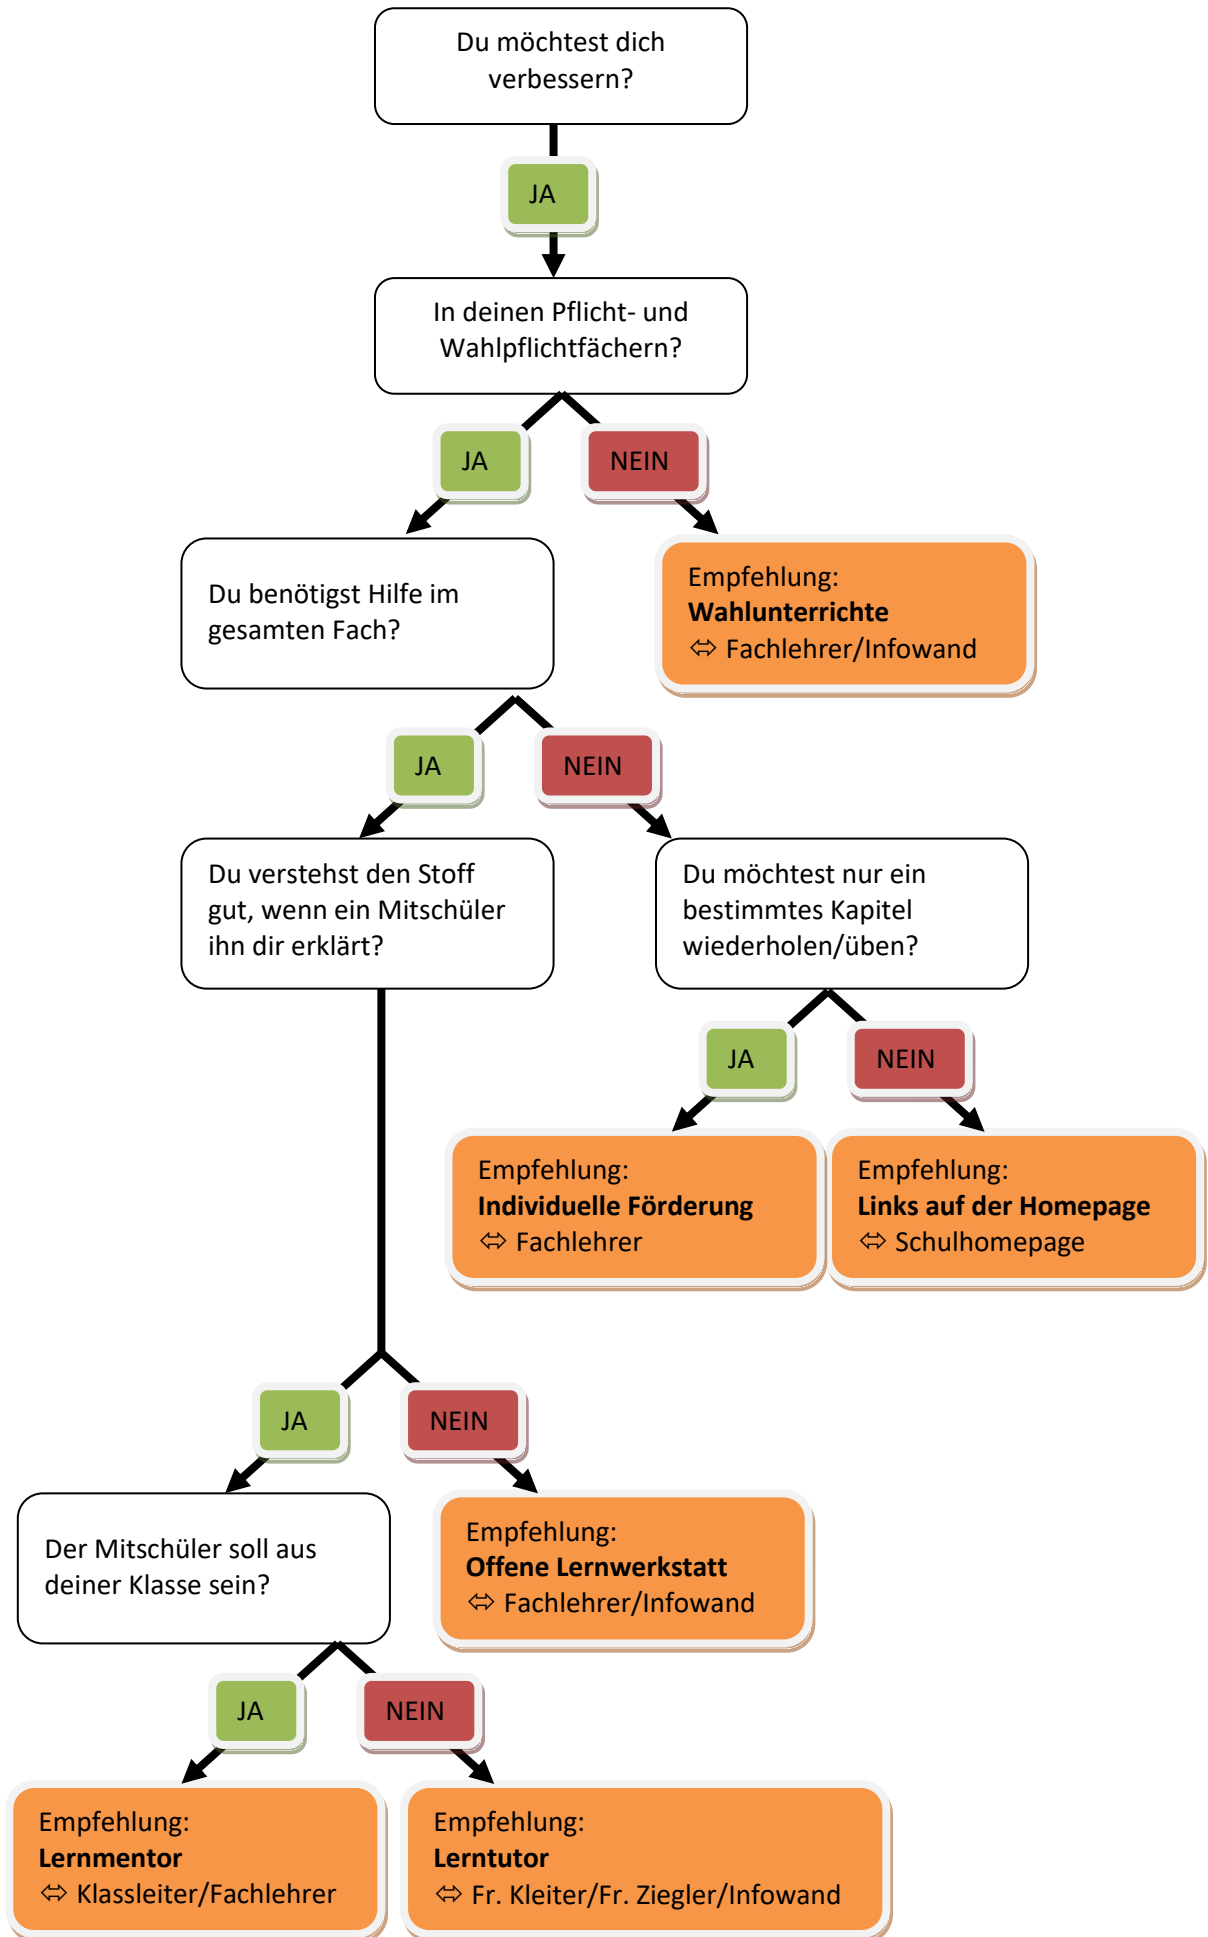 Du möchtest dich
verbessern?
JA
In deinen Pflicht- und
Wahlpflichtfächern?
JA
NEIN
Du benötigst Hilfe im
gesamten Fach?
Empfehlung:
Wahlunterrichte
⬄ Fachlehrer/Infowand
JA
NEIN
Du verstehst den Stoff
gut, wenn ein Mitschüler
ihn dir erklärt?
Du möchtest nur ein
bestimmtes Kapitel
wiederholen/üben?
JA
NEIN
Empfehlung:
Individuelle Förderung
⬄ Fachlehrer
Empfehlung:
Links auf der Homepage
⬄ Schulhomepage
JA
NEIN
Der Mitschüler soll aus
deiner Klasse sein?
Empfehlung:
Offene Lernwerkstatt
⬄ Fachlehrer/Infowand
JA
NEIN
Empfehlung:
Lernmentor
⬄ Klassleiter/Fachlehrer
Empfehlung:
Lerntutor
⬄ Fr. Kleiter/Fr. Ziegler/Infowand